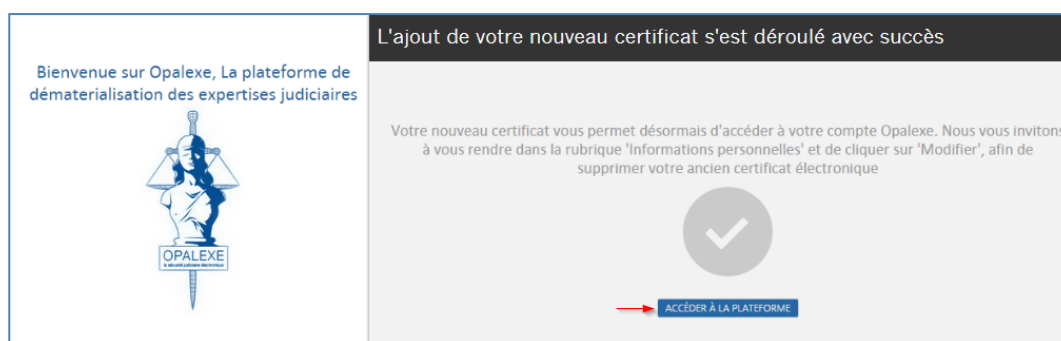 Bienvenue sur Opalexe, La plateforme de
dématerialisation des expertises judiciaires
OPALEXE
L'ajout de votre nouveau certificat s'est déroulé avec succès
Votre nouveau certificat vous permet désormais d'accéder à votre compte Opalexe. Nous vous invitons
à vous rendre dans la rubrique 'Informations personnelles' et de cliquer sur 'Modifier', afin de
supprimer votre ancien certificat électronique
ACCÉDER À LA PLATEFORME